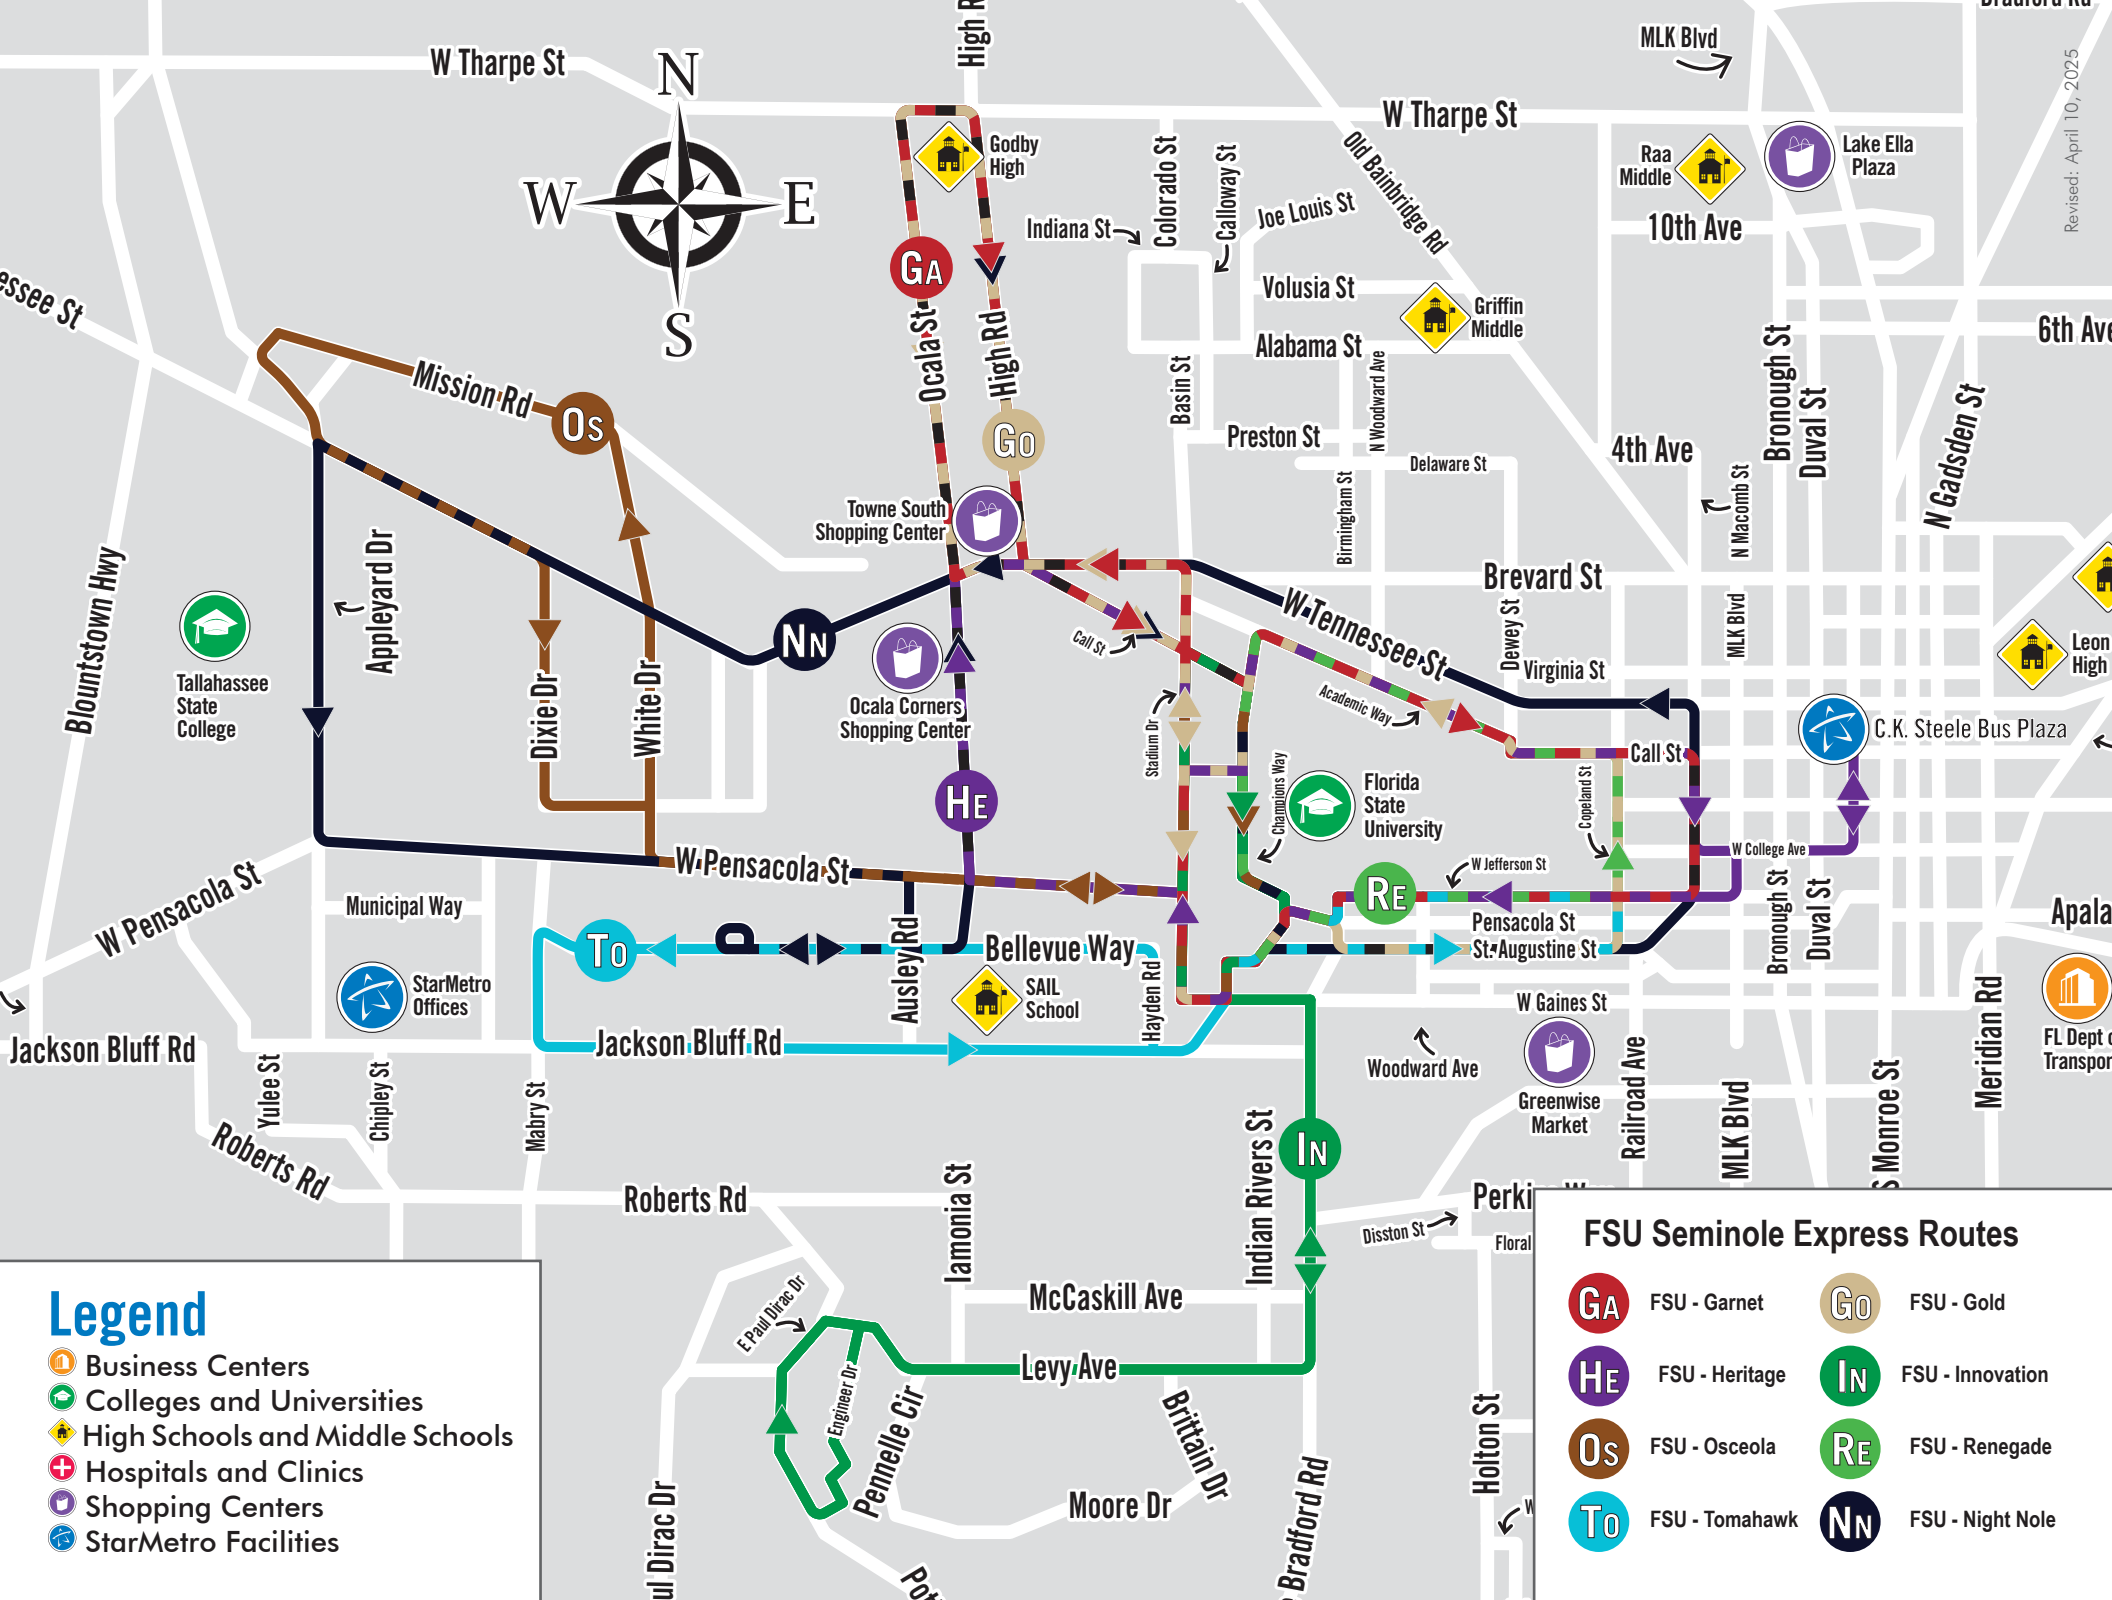 Bradford Rd
MLK Blvd
High R
W Tharpe St
N
W
E
S
W Tharpe St
Revised: April 10, 2025
Godby
High
Raa
Middle
Lake Ella
Plaza
Colorado St
Calloway St
Old Bainbridge Rd
Joe Louis St
Indiana St
10th Ave
GA
essee St
Volusia St
Griffin
Middle
6th Ave
Ocala St
High Rd
Alabama St
Basin St
N Woodward Ave
Bronough St
Duval St
N Gadsden St
Mission Rd
OS
GO
Preston St
4th Ave
Delaware St
Birmingham St
N Macomb St
Towne South
Shopping Center
Blountstown Hwy
Appleyard Dr
Brevard St
W Tennessee St
Dewey St
MLK Blvd
NN
Call St
Virginia St
Leon
High
Tallahassee
State
College
Dixie Dr
White Dr
Ocala Corners
Shopping Center
Stadium Dr
Academic Way
Call St
C.K. Steele Bus Plaza
HE
Champions Way
Florida
State
University
Copeland St
W College Ave
W Pensacola St
W Pensacola St
W Jefferson St
RE
Municipal Way
Pensacola St
St. Augustine St
Bronough St
Duval St
Apala
TO
Ausley Rd
Bellevue Way
Hayden Rd
StarMetro
Offices
SAIL
School
W Gaines St
Meridian Rd
Jackson Bluff Rd
Jackson Bluff Rd
Woodward Ave
Greenwise
Market
Railroad Ave
MLK Blvd
S Monroe St
FL Dept o
Transpor
Yulee St
Chipley St
Mabry St
Roberts Rd
Roberts Rd
Iamonia St
Indian Rivers St
IN
Disston St
Floral
McCaskill Ave
E Paul Dirac Dr
Engineer Dr
Levy Ave
Pennelle Cir
Brittain Dr
Moore Dr
ul Dirac Dr
Bradford Rd
Holton St
W
Legend
Business Centers
Colleges and Universities
High Schools and Middle Schools
Hospitals and Clinics
Shopping Centers
StarMetro Facilities
FSU Seminole Express Routes
GA FSU - Garnet
GO FSU - Gold
HE FSU - Heritage
IN FSU - Innovation
OS FSU - Osceola
RE FSU - Renegade
TO FSU - Tomahawk
NN FSU - Night Nole